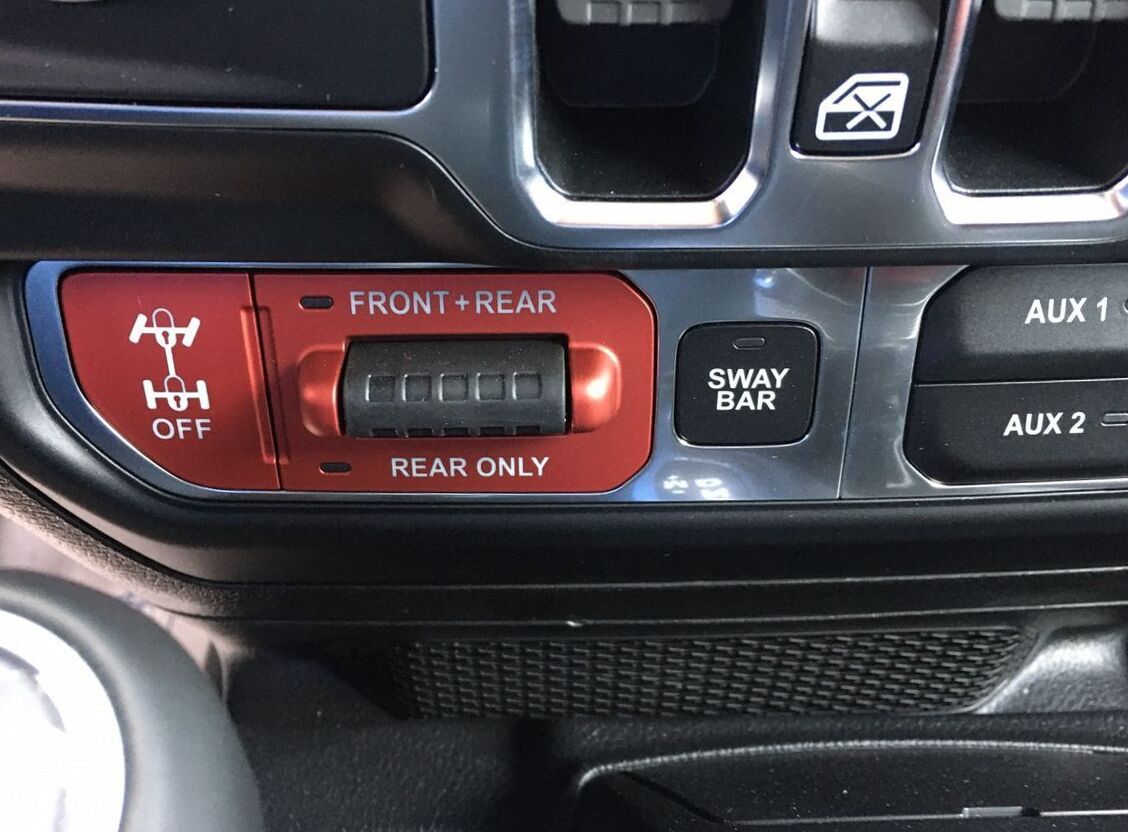 FRONT+REAR
OFF
REAR ONLY
SWAY
BAR
AUX 1
AUX 2